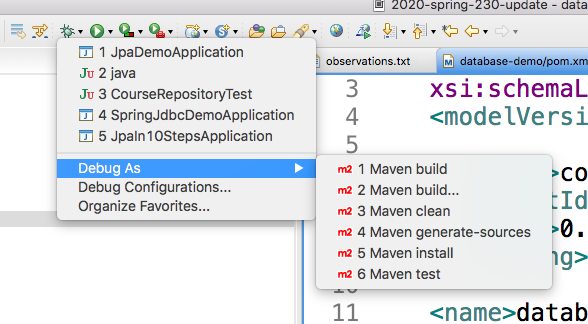 2020-spring-230-update - data
1 JpaDemoApplication
2 java
3 CourseRepositoryTest
4 SpringJdbcDemoApplication
5 JpaIn10StepsApplication
Debug As
Debug Configurations...
Organize Favorites...
m2 1 Maven build
m2 2 Maven build...
m2 3 Maven clean
m2 4 Maven generate-sources
m2 5 Maven install
m2 6 Maven test
observations.txt
database-demo/pom.xm
3 xsi:schemaL
4 <modelVersi
5
>co
tId
>0.
ng>
10
11 <name>datab